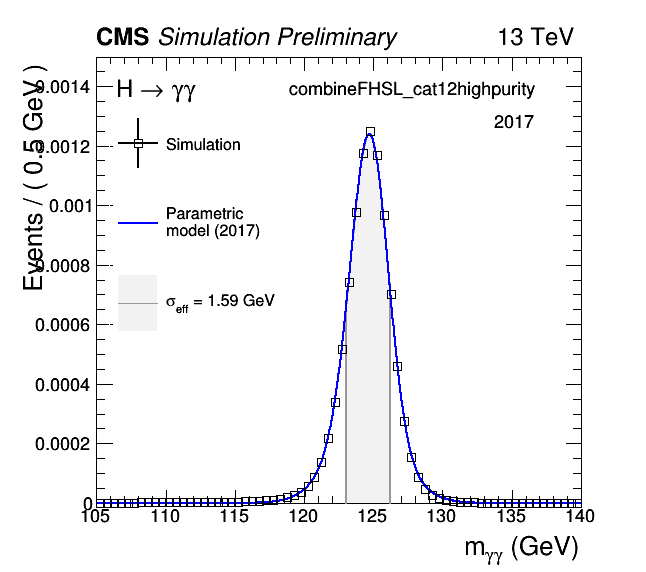 CMS Simulation Preliminary 13 TeV
Events / ( 0.5 GeV )
H → γγ
combineFHSL_cat12highpurity
2017
Simulation
Parametric
model (2017)
σeff = 1.59 GeV
0.0014
0.0012
0.001
0.0008
0.0006
0.0004
0.0002
0
105 110 115 120 125 130 135 140
mγγ (GeV)